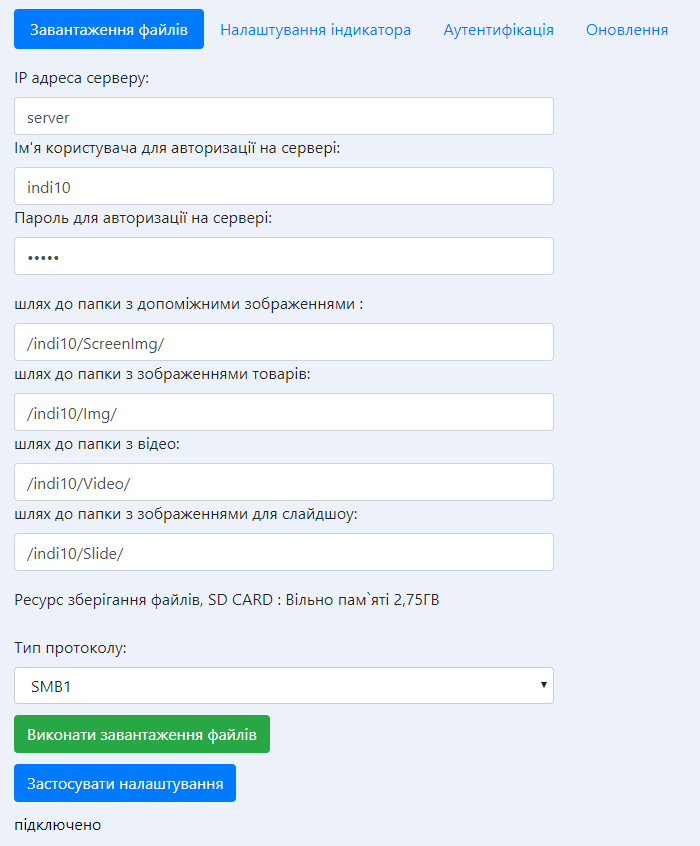 Завантаження файлів Налаштування індикатора Аутентифікація Оновлення
IP адреса серверу:
server
Ім'я користувача для авторизації на сервері:
indi10
Пароль для авторизації на сервері:
•••••
шлях до папки з допоміжними зображеннями :
/indi10/ScreenImg/
шлях до папки з зображеннями товарів:
/indi10/Img/
шлях до папки з відео:
/indi10/Video/
шлях до папки з зображеннями для слайдшоу:
/indi10/Slide/
Ресурс зберігання файлів, SD CARD : Вільно пам`яті 2,75ГВ
Тип протоколу:
SMB1
Виконати завантаження файлів
Застосувати налаштування
підключено